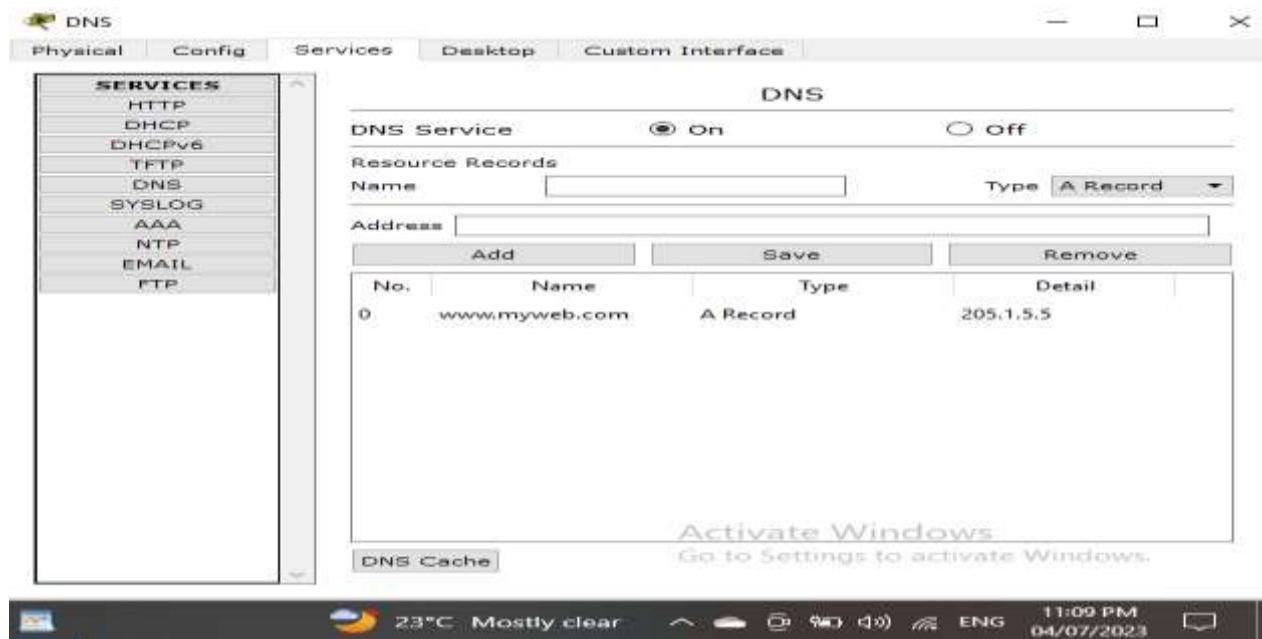 DNS
Physical Config Services Desktop Custom Interface
SERVICES
HTTP
DHCP
DHCPv6
TFTP
DNS
SYSLOG
AAA
NTP
EMAIL
FTP
DNS
DNS Service On Off
Resource Records
Name Type A Record
Address
Add Save Remove
No. Name Type Detail
0 www.myweb.com A Record 205.1.5.5
Activate Windows
Go to Settings to activate Windows.
DNS Cache
23°C Mostly clear ENG 11:09 PM
04/07/2023